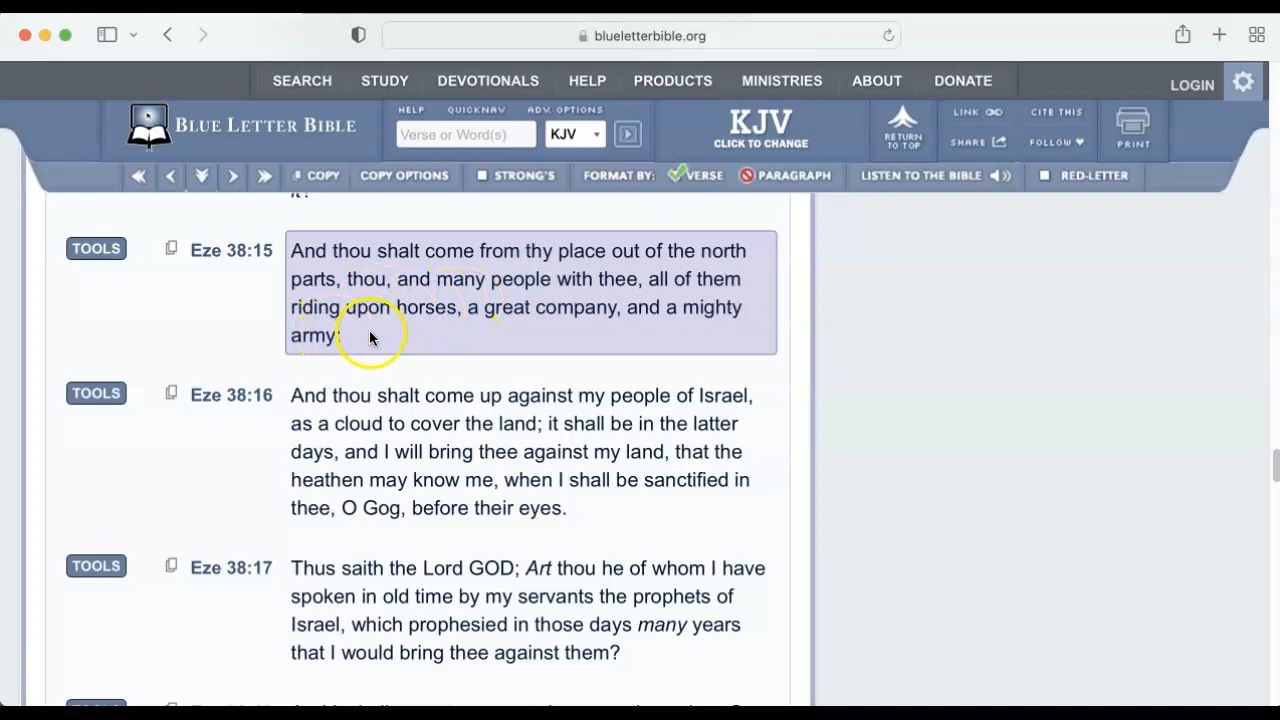 blueletterbible.org
SEARCH STUDY DEVOTIONALS HELP PRODUCTS MINISTRIES ABOUT DONATE LOGIN
BLUE LETTER BIBLE
HELP QUICKNAV ADV. OPTIONS
Verse or Word(s) KJV
KJV
CLICK TO CHANGE
RETURN
TO TOP
LINK CITE THIS
SHARE FOLLOW
PRINT
COPY COPY OPTIONS STRONG'S FORMAT BY: VERSE PARAGRAPH LISTEN TO THE BIBLE RED-LETTER
it?
TOOLS Eze 38:15 And thou shalt come from thy place out of the north
parts, thou, and many people with thee, all of them
riding upon horses, a great company, and a mighty
army:
TOOLS Eze 38:16 And thou shalt come up against my people of Israel,
as a cloud to cover the land; it shall be in the latter
days, and I will bring thee against my land, that the
heathen may know me, when I shall be sanctified in
thee, O Gog, before their eyes.
TOOLS Eze 38:17 Thus saith the Lord GOD; Art thou he of whom I have
spoken in old time by my servants the prophets of
Israel, which prophesied in those days many years
that I would bring thee against them?